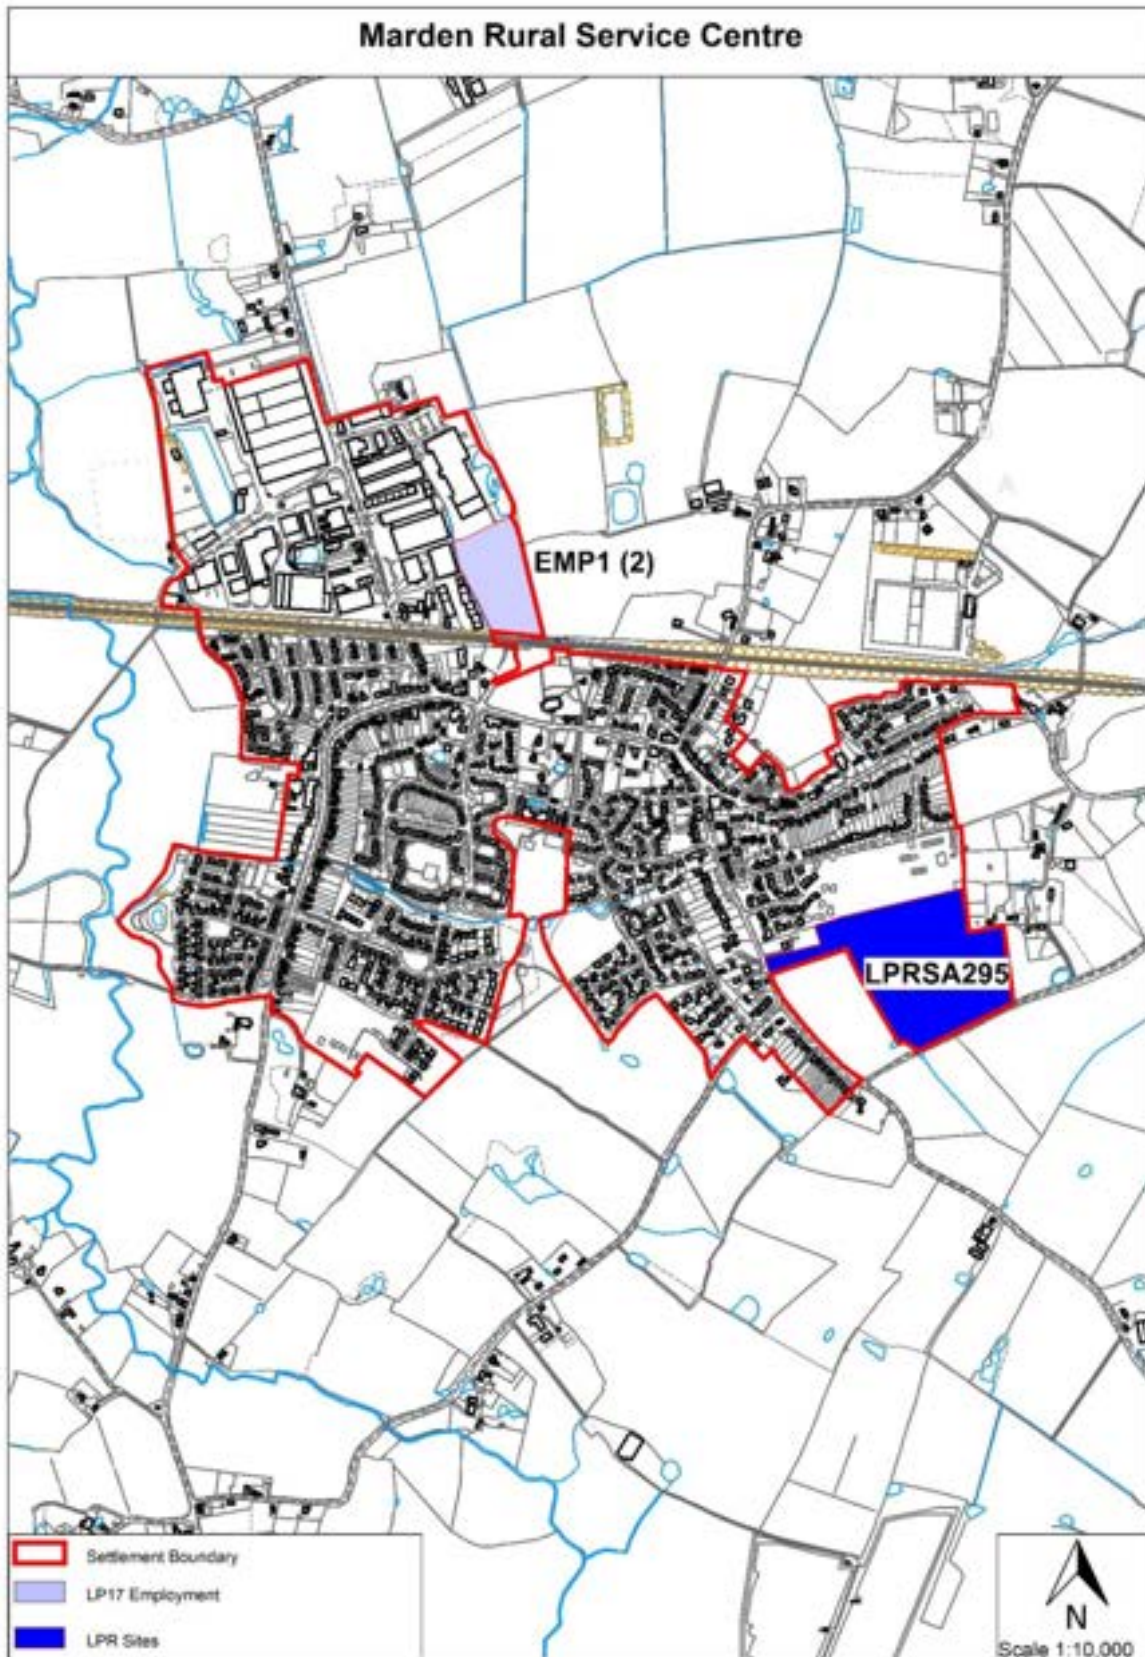 Marden Rural Service Centre
EMP1 (2)
LPRSA295
Settlement Boundary
LP17 Employment
LPR Sites
N
Scale 1:10,000